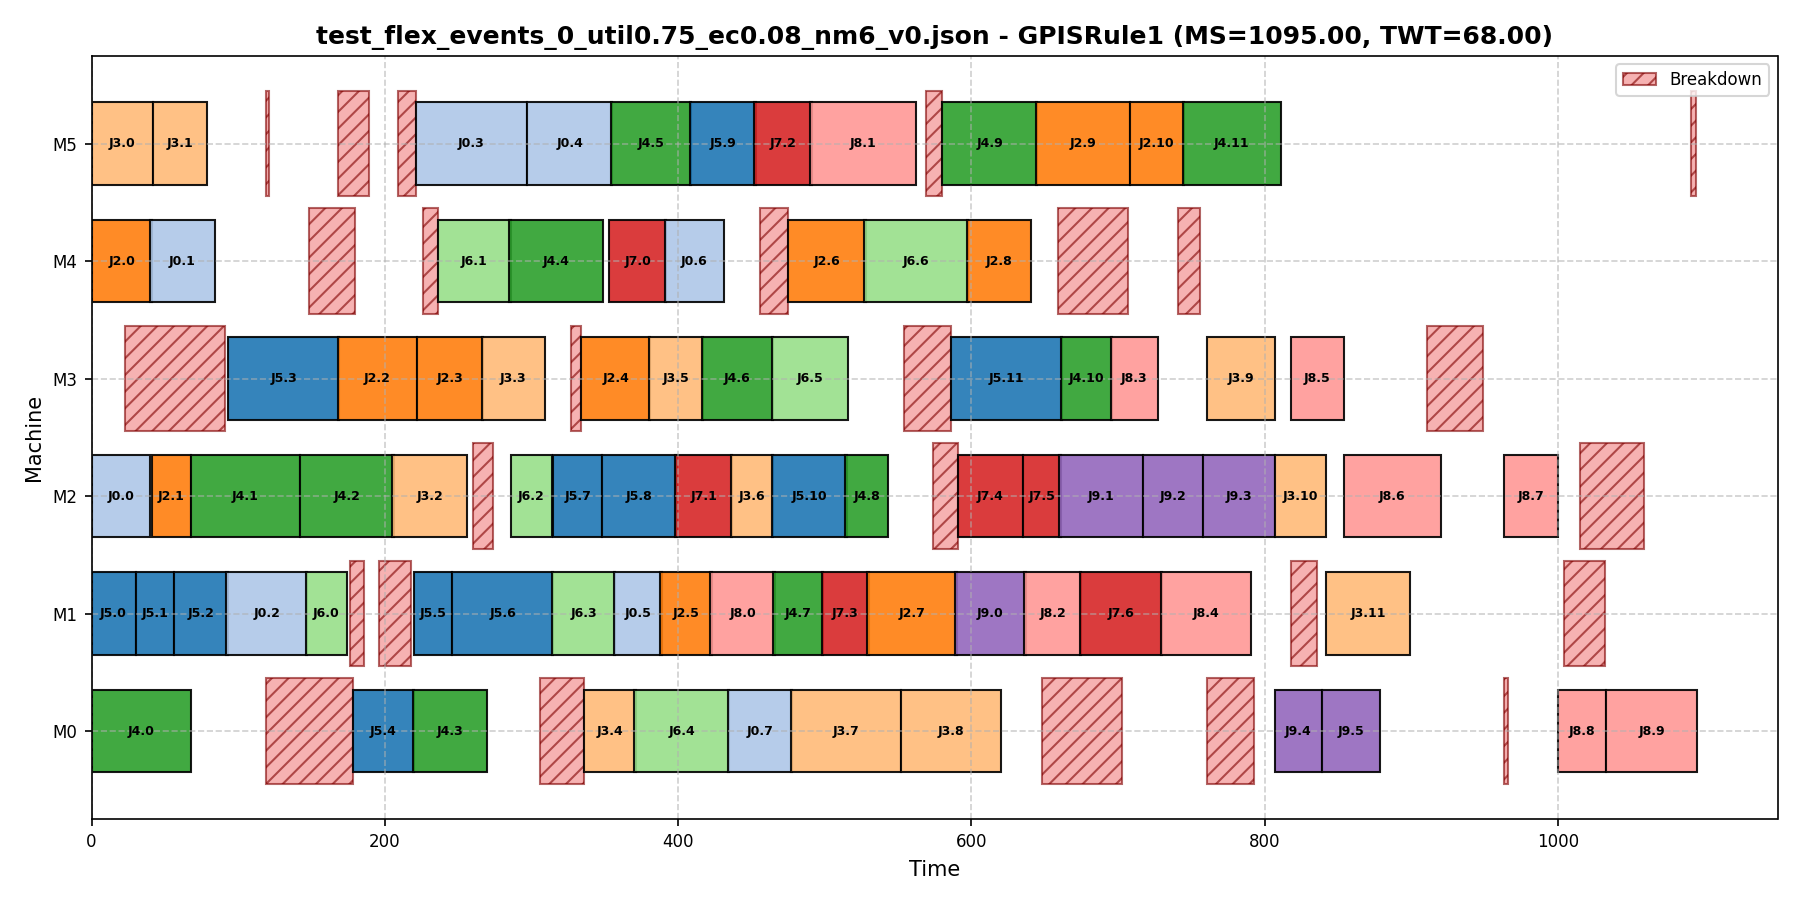 test_flex_events_0_util0.75_ec0.08_nm6_v0.json - GPISRule1 (MS=1095.00, TWT=68.00)
Breakdown
M5 J3.0 J3.1 J0.3 J0.4 J4.5 J5.9 J7.2 J8.1 J4.9 J2.9 J2.10 J4.11
M4 J2.0 J0.1 J6.1 J4.4 J7.0 J0.6 J2.6 J6.6 J2.8
M3 J5.3 J2.2 J2.3 J3.3 J2.4 J3.5 J4.6 J6.5 J5.11 J4.10 J8.3 J3.9 J8.5
M2 J0.0 J2.1 J4.1 J4.2 J3.2 J6.2 J5.7 J5.8 J7.1 J3.6 J5.10 J4.8 J7.4 J7.5 J9.1 J9.2 J9.3 J3.10 J8.6 J8.7
M1 J5.0 J5.1 J5.2 J0.2 J6.0 J5.5 J5.6 J6.3 J0.5 J2.5 J8.0 J4.7 J7.3 J2.7 J9.0 J8.2 J7.6 J8.4 J3.11
M0 J4.0 J5.4 J4.3 J3.4 J6.4 J0.7 J3.7 J3.8 J9.4 J9.5 J8.8 J8.9
Machine
0 200 400 600 800 1000
Time